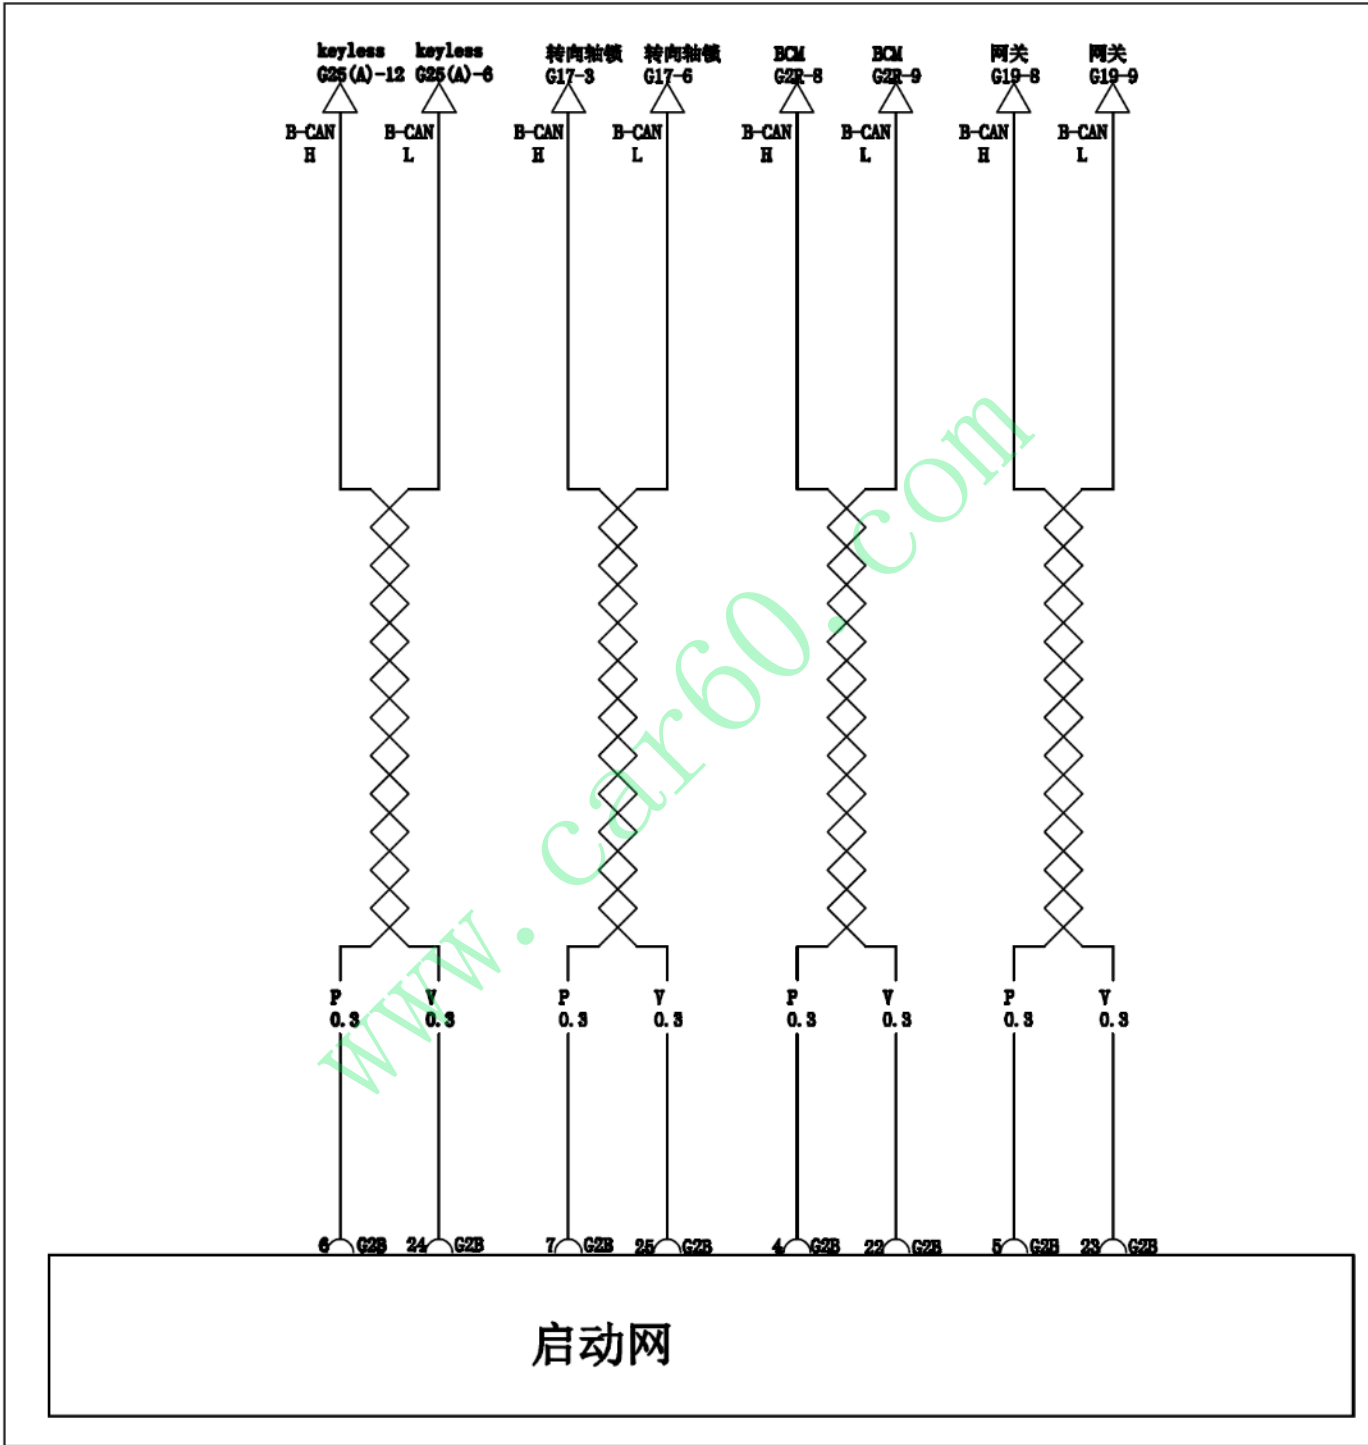 keyless keyless 转向轴锁 转向轴锁 BCM BCM 网关 网关
G25(A)-12 G25(A)-6 G17-3 G17-6 G2R-8 G2R-9 G19-8 G19-9
B-CAN B-CAN B-CAN B-CAN B-CAN B-CAN B-CAN B-CAN
H L H L H L H L
www.car60.com
P V P V P V P V
0.3 0.3 0.3 0.3 0.3 0.3 0.3 0.3
6 G2B 24 G2B 7 G2B 25 G2B 4 G2B 22 G2B 5 G2B 23 G2B
启动网